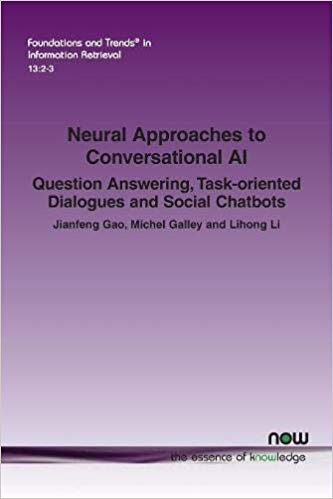 Foundations and Trends® in
Information Retrieval
13:2-3
Neural Approaches to
Conversational AI
Question Answering, Task-oriented
Dialogues and Social Chatbots
Jianfeng Gao, Michel Galley and Lihong Li
now
the essence of knowledge